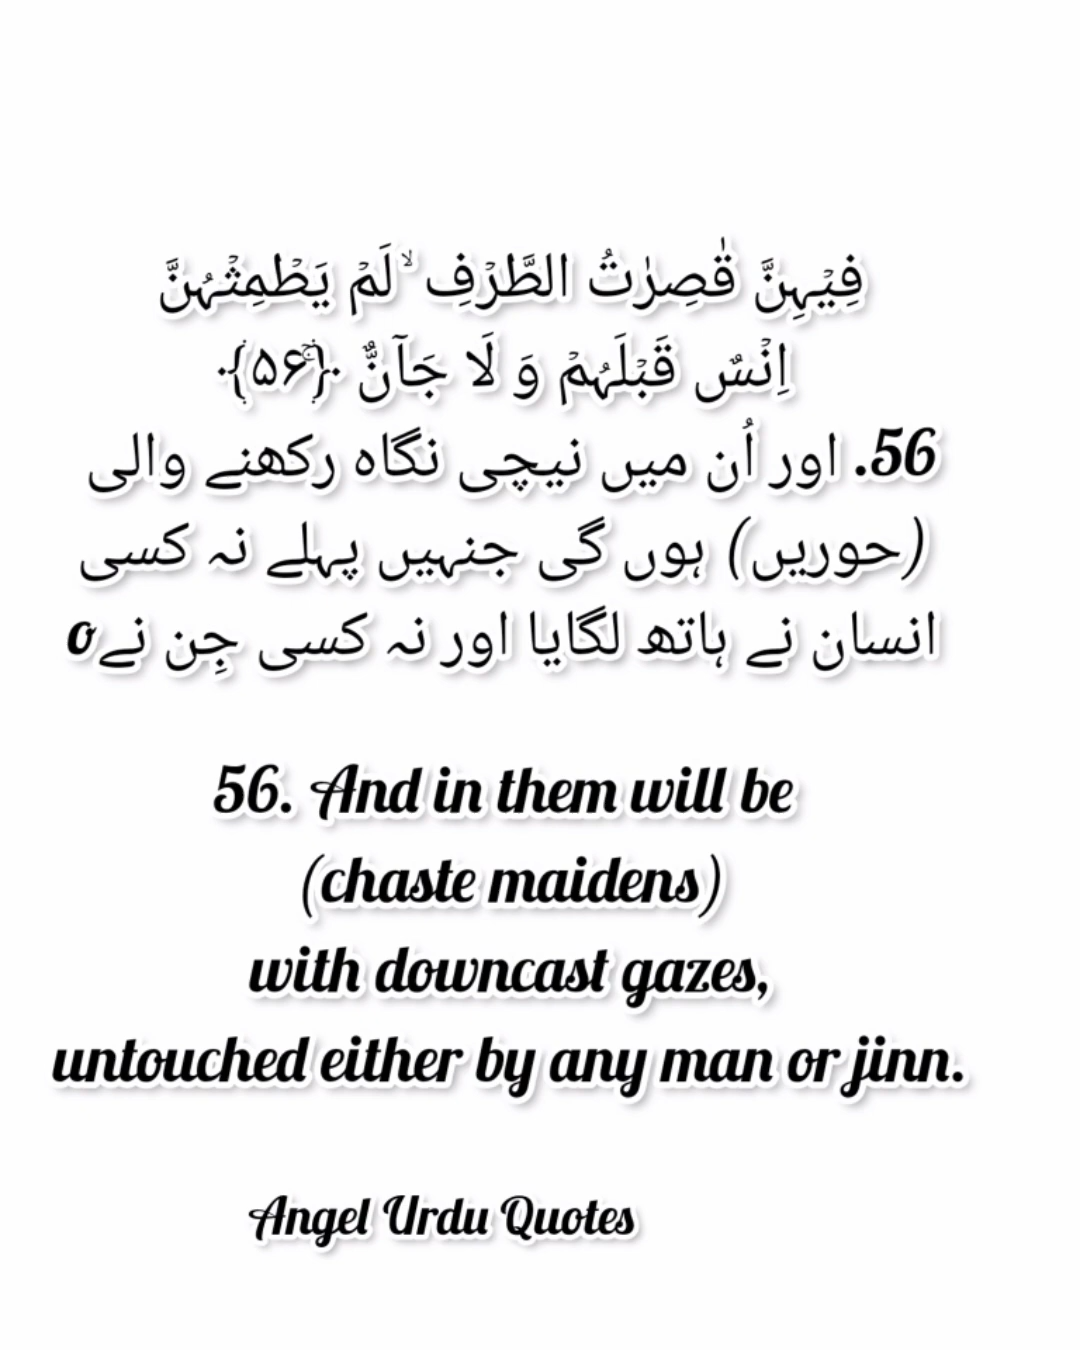 فِیۡہِنَّ قٰصِرٰتُ الطَّرۡفِ ۙ لَمۡ یَطۡمِثۡہُنَّ
اِنۡسٌ قَبۡلَہُمۡ وَ لَا جَآنٌّ ﴿ۚ۵۶﴾
56. اور اُن میں نیچی نگاہ رکھنے والی
(حوریں) ہوں گی جنہیں پہلے نہ کسی
انسان نے ہاتھ لگایا اور نہ کسی جِن نےo
56. And in them will be
(chaste maidens)
with downcast gazes,
untouched either by any man or jinn.
Angel Urdu Quotes